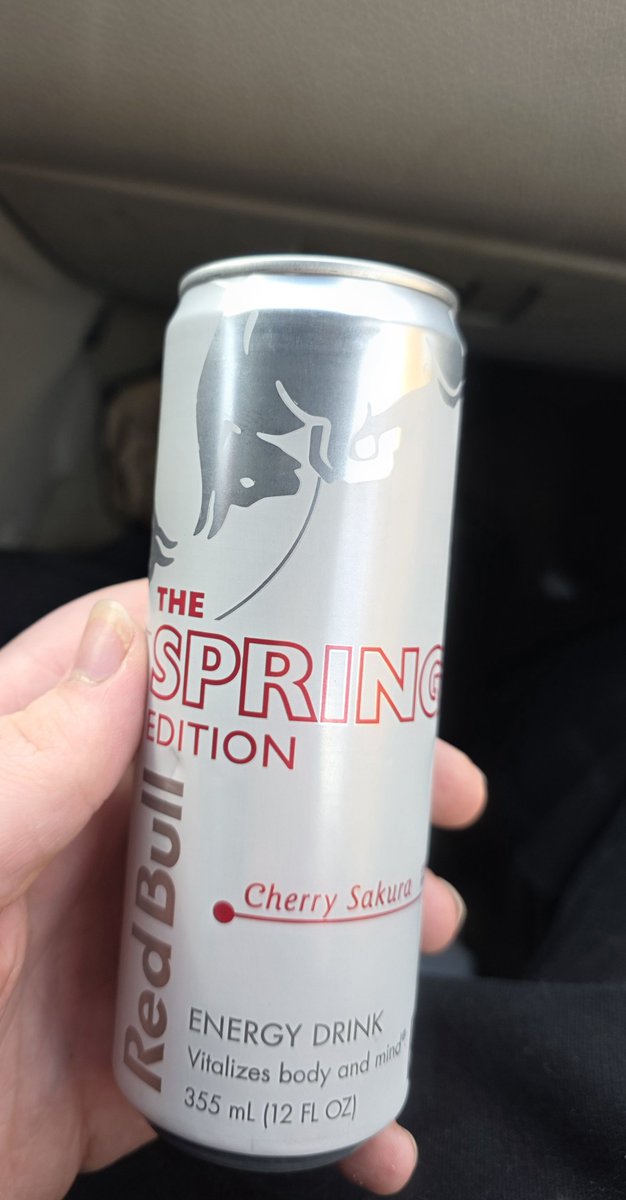 THE
SPRING
EDITION
Red Bull
Cherry Sakura
ENERGY DRINK
Vitalizes body and mind®
355 mL (12 FL OZ)